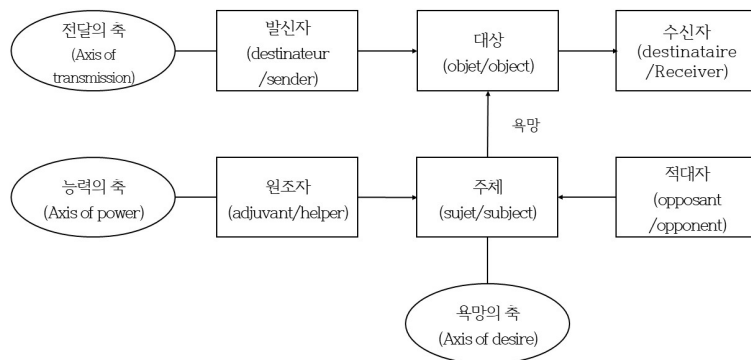 전달의 축
(Axis of
transmission)
발신자
(destinateur
/sender)
대상
(objet/object)
수신자
(destinataire
/Receiver)
욕망
능력의 축
(Axis of power)
원조자
(adjuvant/helper)
주체
(sujet/subject)
적대자
(opposant
/opponent)
욕망의 축
(Axis of desire)